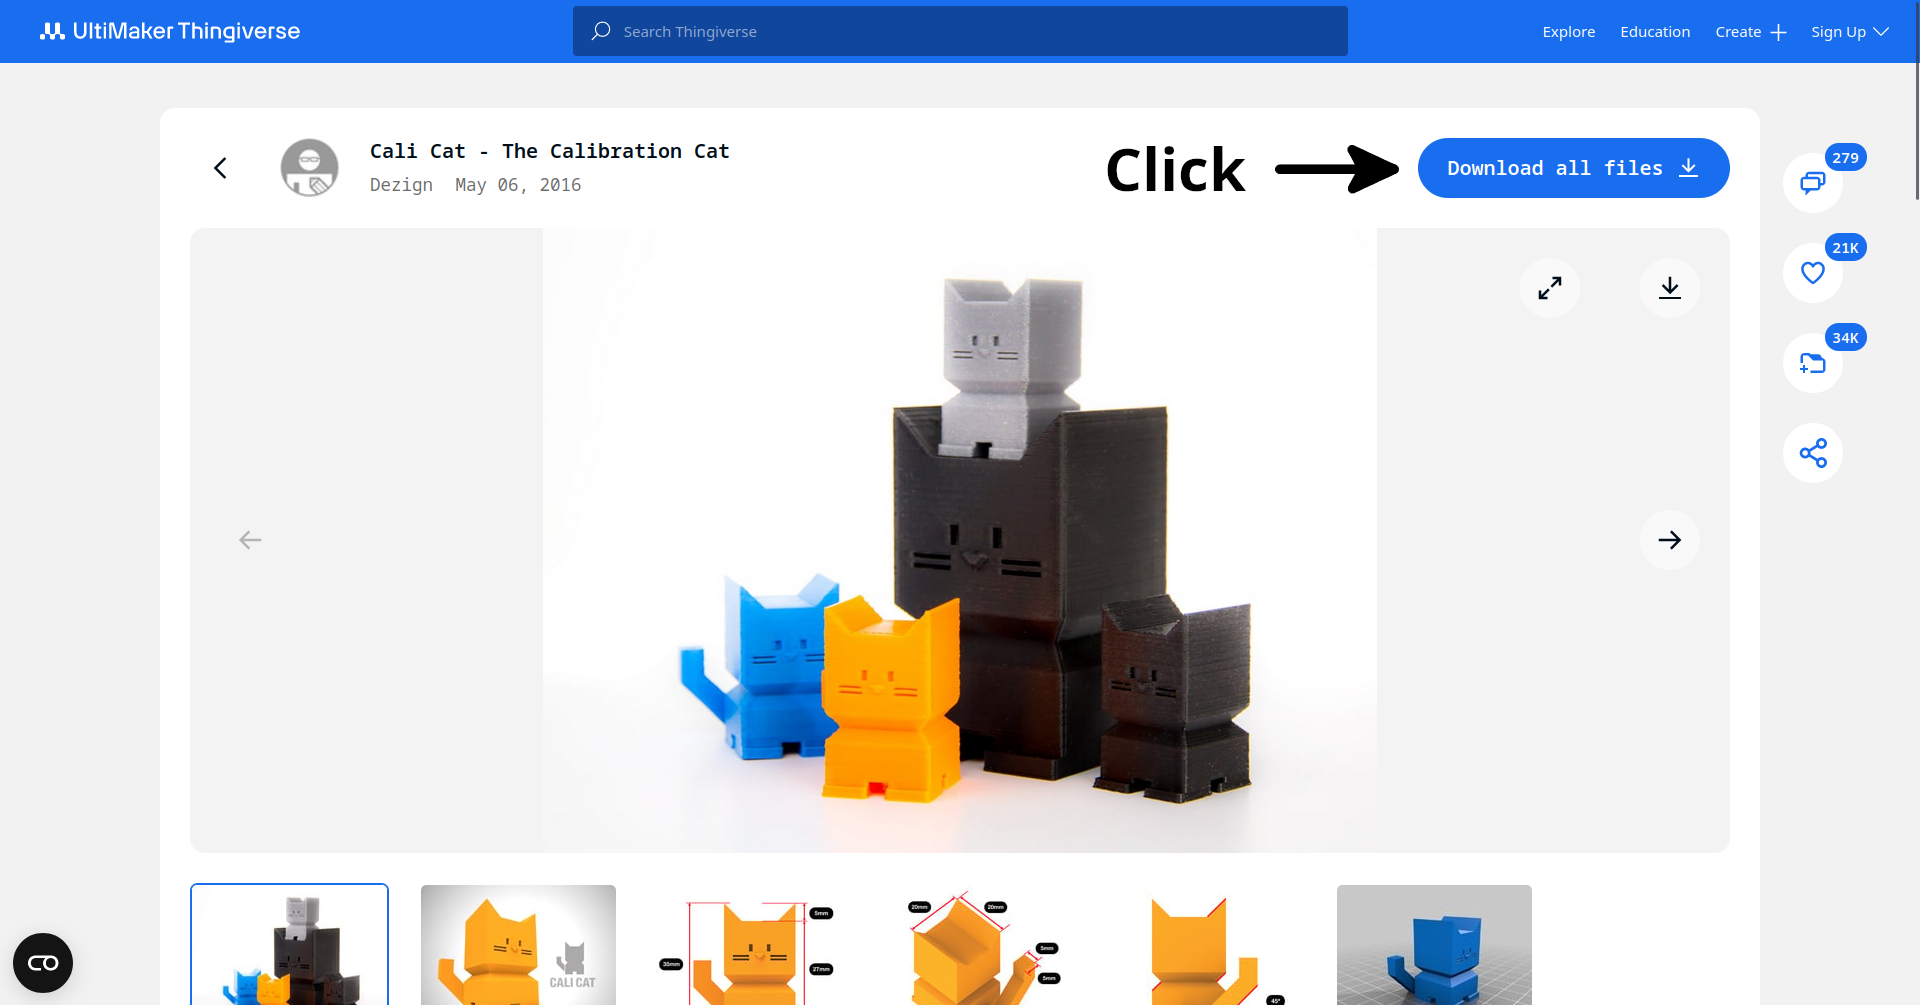 UltiMaker Thingiverse
Search Thingiverse
Explore
Education
Create
Sign Up
Cali Cat - The Calibration Cat
Dezign May 06, 2016
Click
Download all files
279
21K
34K
CALI CAT
5mm
35mm
27mm
20mm
20mm
5mm
5mm
45°